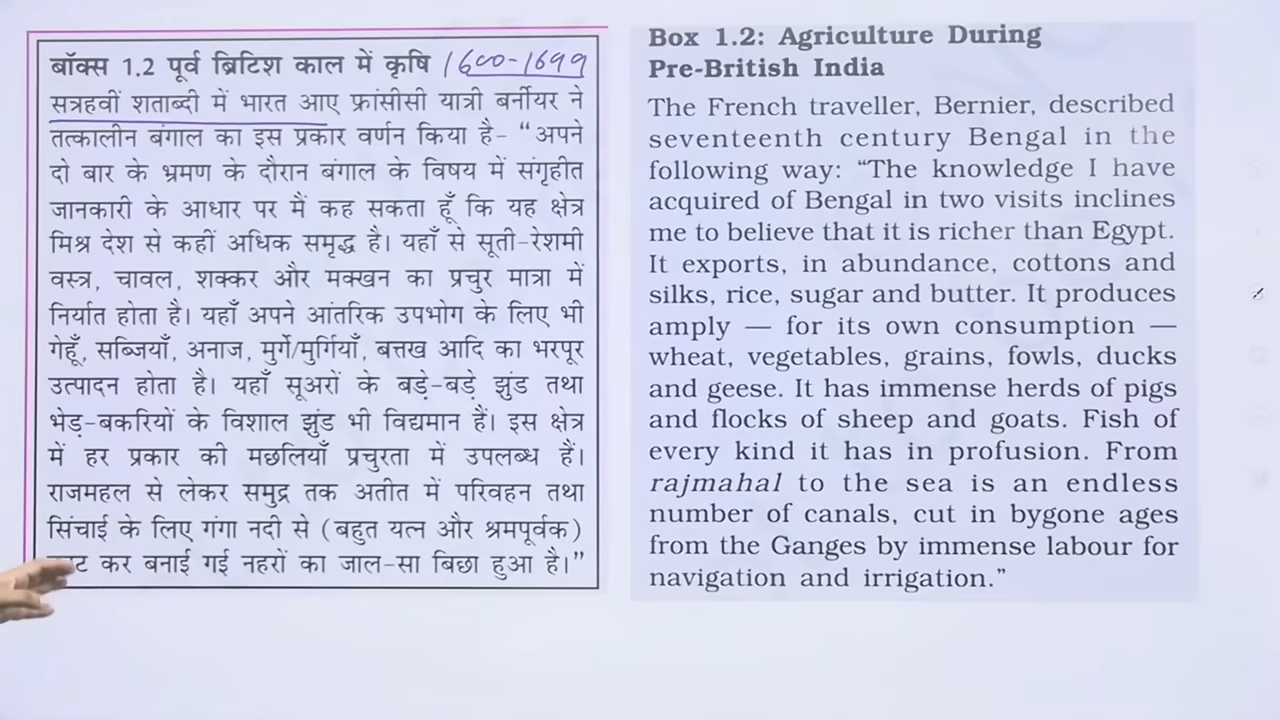 बॉक्स 1.2 पूर्व ब्रिटिश काल में कृषि 1600-1699
सत्रहवीं शताब्दी में भारत आए फ्रांसीसी यात्री बर्नीयर ने
तत्कालीन बंगाल का इस प्रकार वर्णन किया है- “अपने
दो बार के भ्रमण के दौरान बंगाल के विषय में संगृहीत
जानकारी के आधार पर मैं कह सकता हूँ कि यह क्षेत्र
मिश्र देश से कहीं अधिक समृद्ध है। यहाँ से सूती-रेशमी
वस्त्र, चावल, शक्कर और मक्खन का प्रचुर मात्रा में
निर्यात होता है। यहाँ अपने आंतरिक उपभोग के लिए भी
गेहूँ, सब्जियाँ, अनाज, मुर्गे/मुर्गियाँ, बत्तख आदि का भरपूर
उत्पादन होता है। यहाँ सूअरों के बड़े-बड़े झुंड तथा
भेड़-बकरियों के विशाल झुंड भी विद्यमान हैं। इस क्षेत्र
में हर प्रकार की मछलियाँ प्रचुरता में उपलब्ध हैं।
राजमहल से लेकर समुद्र तक अतीत में परिवहन तथा
सिंचाई के लिए गंगा नदी से (बहुत यत्न और श्रमपूर्वक)
कर बनाई गई नहरों का जाल-सा बिछा हुआ है।”
Box 1.2: Agriculture During
Pre-British India
The French traveller, Bernier, described
seventeenth century Bengal in the
following way: “The knowledge I have
acquired of Bengal in two visits inclines
me to believe that it is richer than Egypt.
It exports, in abundance, cottons and
silks, rice, sugar and butter. It produces
amply — for its own consumption —
wheat, vegetables, grains, fowls, ducks
and geese. It has immense herds of pigs
and flocks of sheep and goats. Fish of
every kind it has in profusion. From
rajmahal to the sea is an endless
number of canals, cut in bygone ages
from the Ganges by immense labour for
navigation and irrigation.”